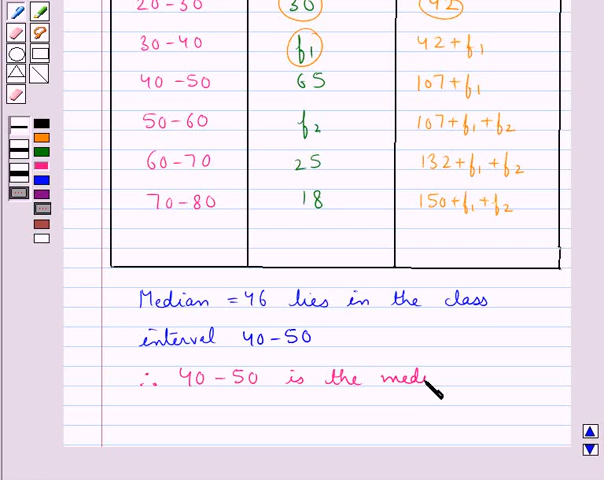 20-30 30 42
30-40 f1 42+f1
40-50 65 107+f1
50-60 f2 107+f1+f2
60-70 25 132+f1+f2
70-80 18 150+f1+f2
Median = 46 lies in the class
interval 40-50
∴ 40-50 is the med